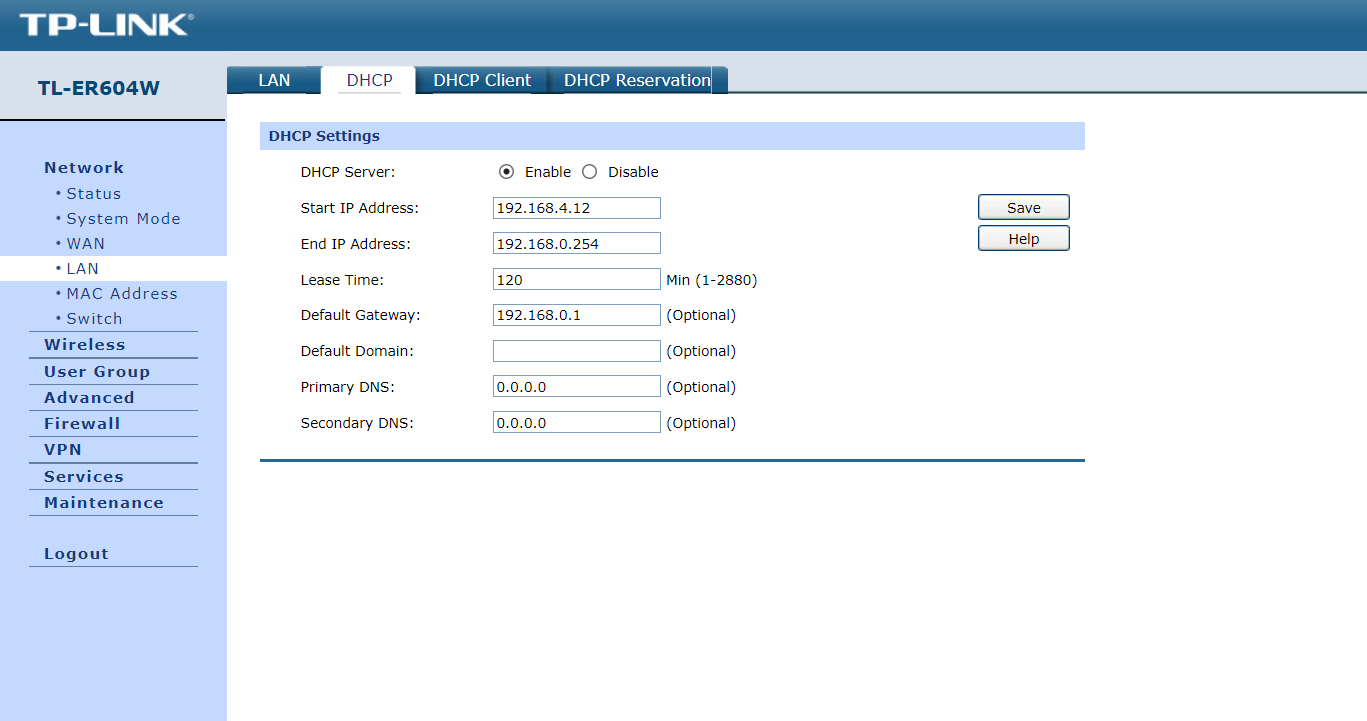 TP-LINK®
TL-ER604W
LAN DHCP DHCP Client DHCP Reservation
Network
• Status
• System Mode
• WAN
• LAN
• MAC Address
• Switch
Wireless
User Group
Advanced
Firewall
VPN
Services
Maintenance
Logout
DHCP Settings
DHCP Server: Enable Disable
Start IP Address: 192.168.4.12
End IP Address: 192.168.0.254
Lease Time: 120 Min (1-2880)
Default Gateway: 192.168.0.1 (Optional)
Default Domain: (Optional)
Primary DNS: 0.0.0.0 (Optional)
Secondary DNS: 0.0.0.0 (Optional)
Save
Help